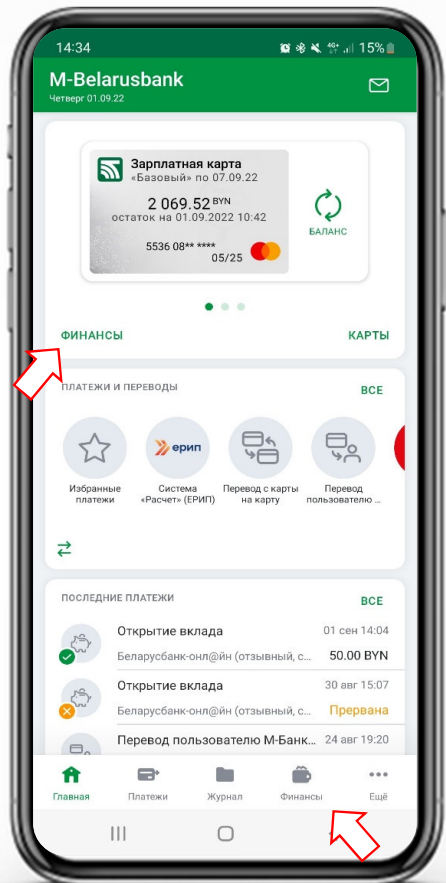 14:34
4G+
15%
M-Belarusbank
Четверг 01.09.22
Зарплатная карта
«Базовый» по 07.09.22
2 069.52 BYN
остаток на 01.09.2022 10:42
5536 08** ****
05/25
БАЛАНС
ФИНАНСЫ
КАРТЫ
ПЛАТЕЖИ И ПЕРЕВОДЫ
ВСЕ
ерип
Избранные
платежи
Система
«Расчет» (ЕРИП)
Перевод с карты
на карту
Перевод
пользователю ...
ПОСЛЕДНИЕ ПЛАТЕЖИ
ВСЕ
Открытие вклада
01 сен 14:04
Беларусбанк-онл@йн (отзывный, с...
50.00 BYN
Открытие вклада
30 авг 15:07
Беларусбанк-онл@йн (отзывный, с...
Прервана
Перевод пользователю М-Банк...
24 авг 19:20
Главная
Платежи
Журнал
Финансы
Ещё